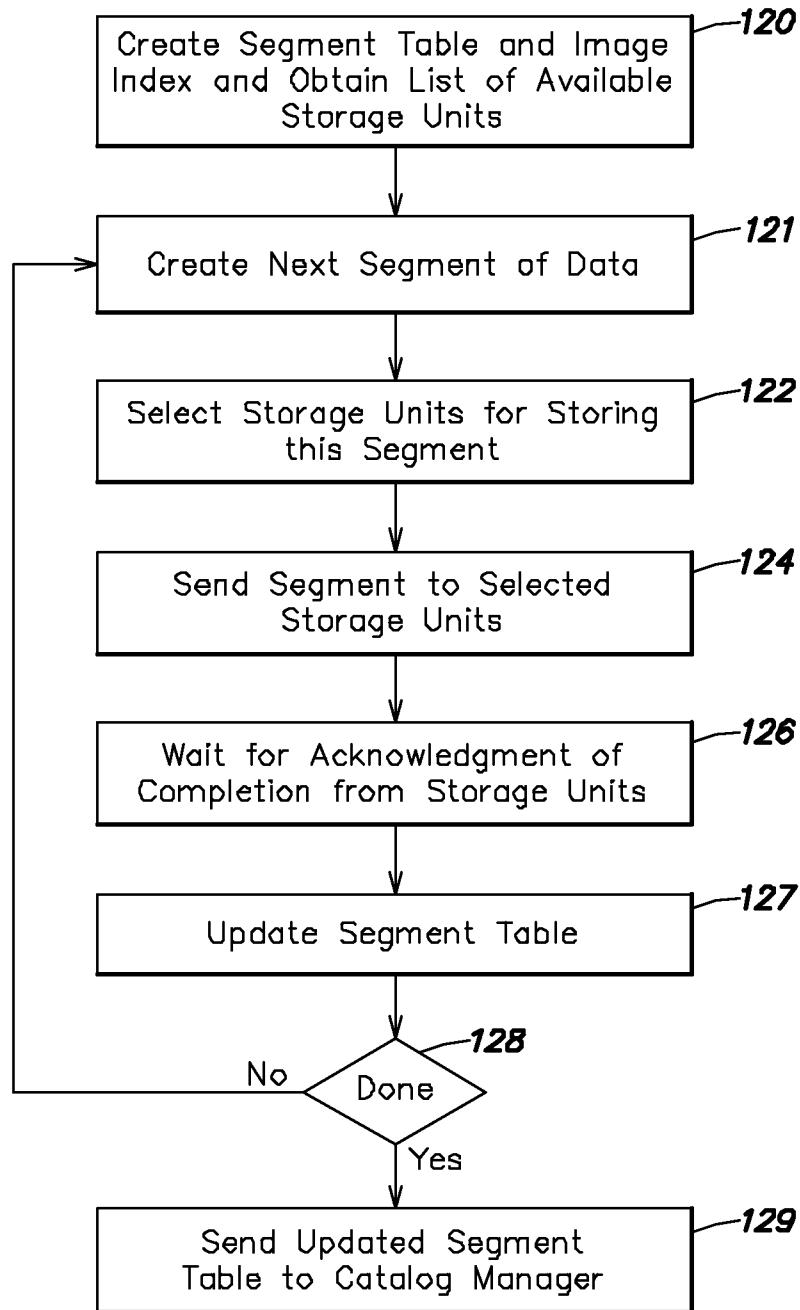 120
Create Segment Table and Image
Index and Obtain List of Available
Storage Units
121
Create Next Segment of Data
122
Select Storage Units for Storing
this Segment
124
Send Segment to Selected
Storage Units
126
Wait for Acknowledgment of
Completion from Storage Units
127
Update Segment Table
128
No
Done
Yes
129
Send Updated Segment
Table to Catalog Manager